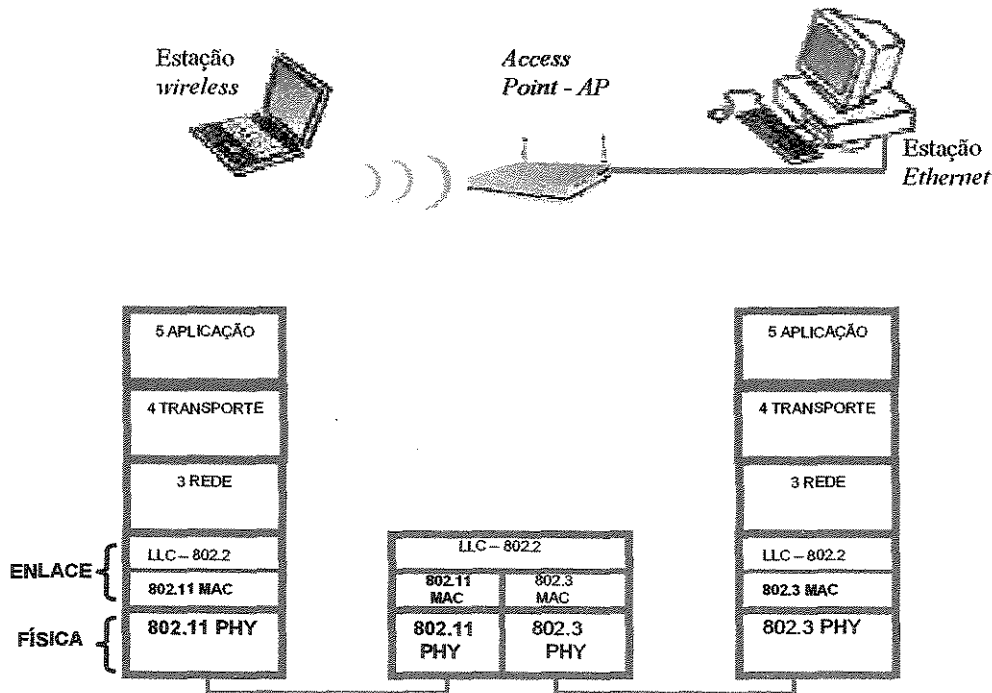 Estação
wireless
Access
Point - AP
Estação
Ethernet
5 APLICAÇÃO
4 TRANSPORTE
3 REDE
LLC – 802.2
802.11 MAC
802.11 PHY
ENLACE
FÍSICA
LLC – 802.2
802.11
MAC
802.3
MAC
802.11
PHY
802.3
PHY
5 APLICAÇÃO
4 TRANSPORTE
3 REDE
LLC – 802.2
802.3 MAC
802.3 PHY